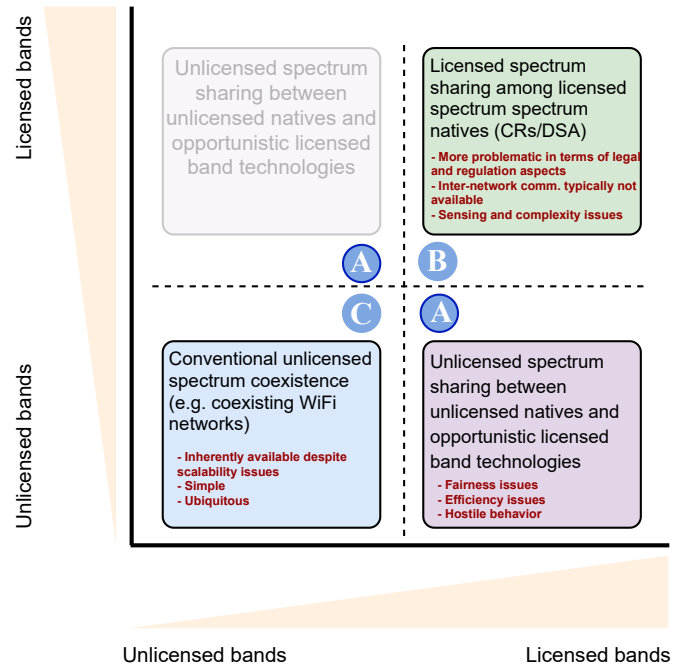 Licensed bands
Unlicensed bands
Unlicensed spectrum
sharing between
unlicensed natives and
opportunistic licensed
band technologies
Licensed spectrum
sharing among licensed
spectrum spectrum
natives (CRs/DSA)
- More problematic in terms of legal
and regulation aspects
- Inter-network comm. typically not
available
- Sensing and complexity issues
A
B
C
A
Conventional unlicensed
spectrum coexistence
(e.g. coexisting WiFi
networks)
- Inherently available despite
scalability issues
- Simple
- Ubiquitous
Unlicensed spectrum
sharing between
unlicensed natives and
opportunistic licensed
band technologies
- Fairness issues
- Efficiency issues
- Hostile behavior
Unlicensed bands
Licensed bands